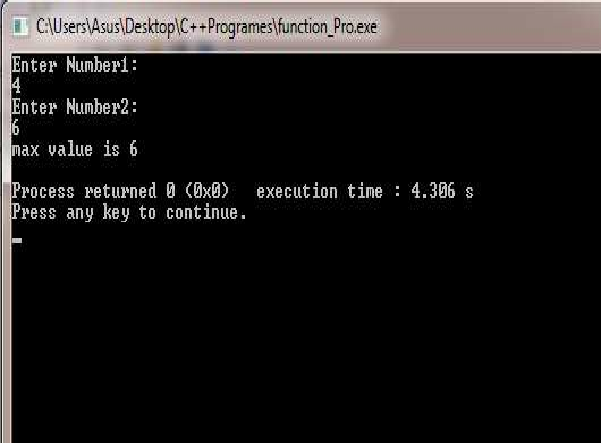 C:\Users\Asus\Desktop\C++Programes\function_Pro.exe
Enter Number1:
4
Enter Number2:
6
max value is 6
Process returned 0 (0x0)   execution time : 4.306 s
Press any key to continue.